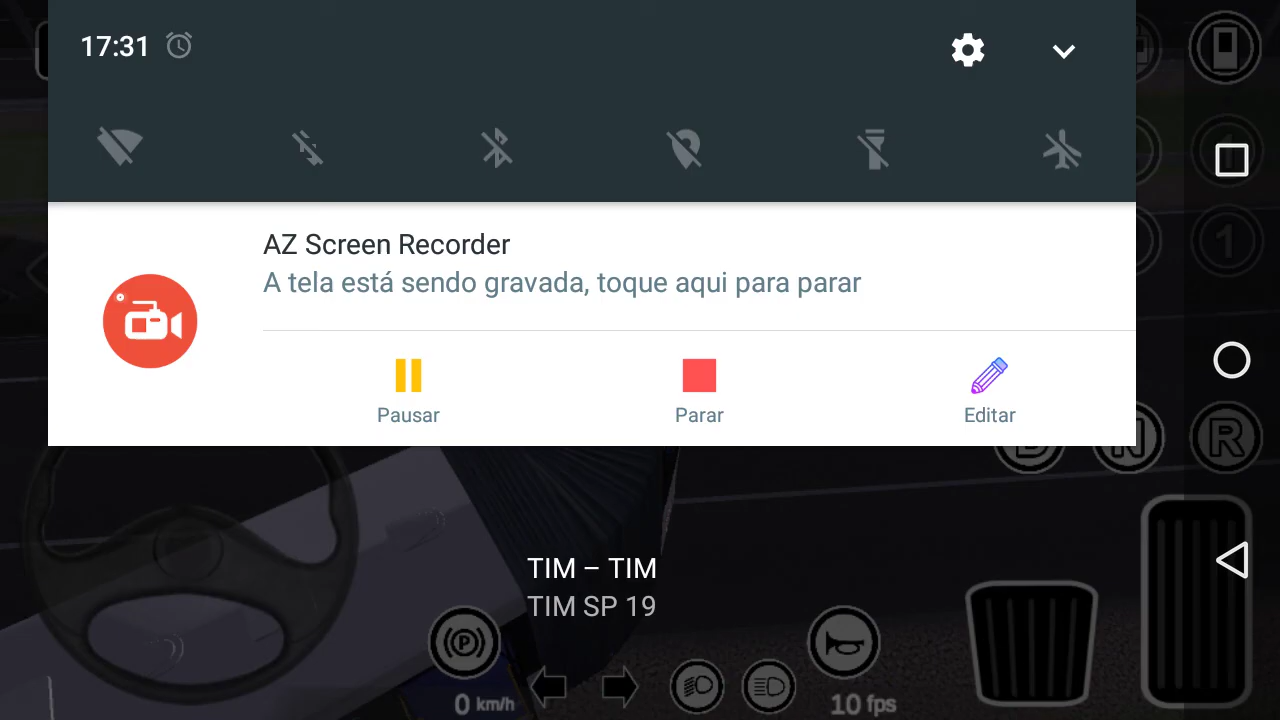 17:31
AZ Screen Recorder
A tela está sendo gravada, toque aqui para parar
Pausar
Parar
Editar
1
N
R
TIM – TIM
TIM SP 19
P
0 km/h
10 fps